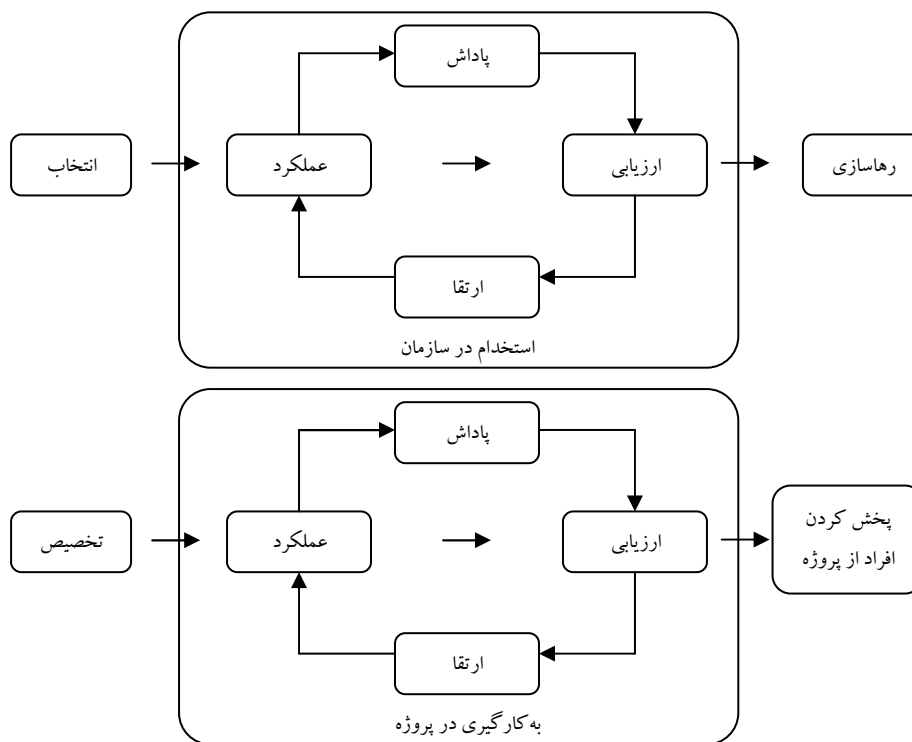 پاداش
انتخاب
عملکرد
ارزیابی
رهاسازی
ارتقا
استخدام در سازمان
پاداش
تخصیص
عملکرد
ارزیابی
پخش کردن
افراد از پروژه
ارتقا
به‌کارگیری در پروژه